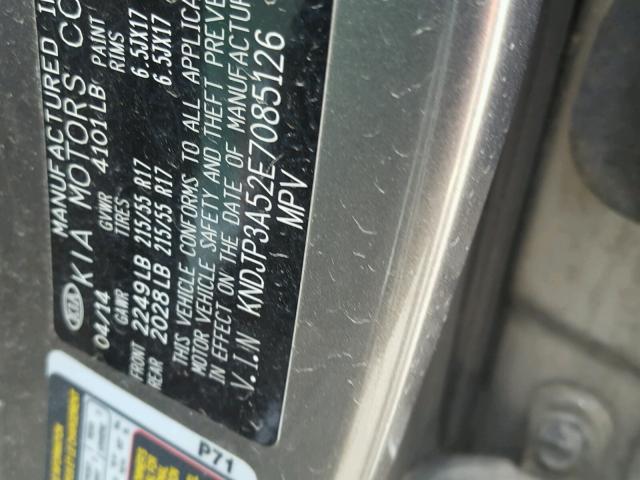 MANUFACTURED
KIA KIA MOTORS CO
04/14 GVWR 4101LB PAINT
GAWR TIRES RIMS
FRONT 2249LB 215/55 R17 6.5JX17
REAR 2028LB 215/55 R17 6.5JX17
THIS VEHICLE CONFORMS TO ALL APPLICA
MOTOR VEHICLE SAFETY AND THEFT PREVE
IN EFFECT ON THE DATE OF MANUFACTUR
V.I.N KNDJP3A52E7085126
MPV
P71